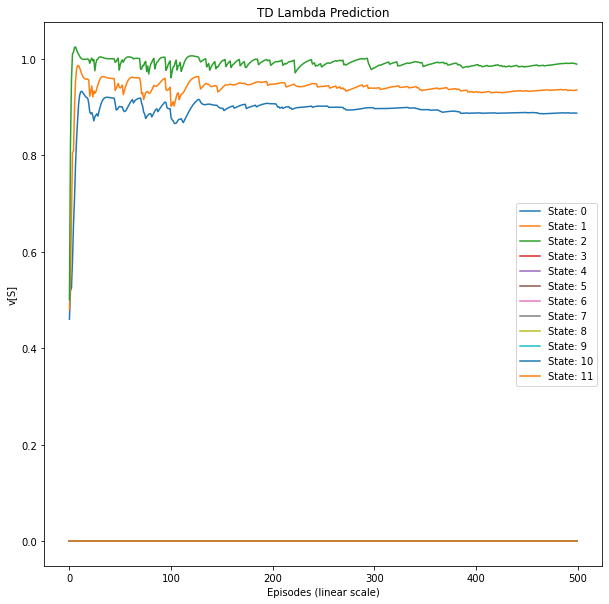 TD Lambda Prediction
1.0
0.8
0.6
0.4
0.2
0.0
v[S]
State: 0
State: 1
State: 2
State: 3
State: 4
State: 5
State: 6
State: 7
State: 8
State: 9
State: 10
State: 11
0 100 200 300 400 500
Episodes (linear scale)